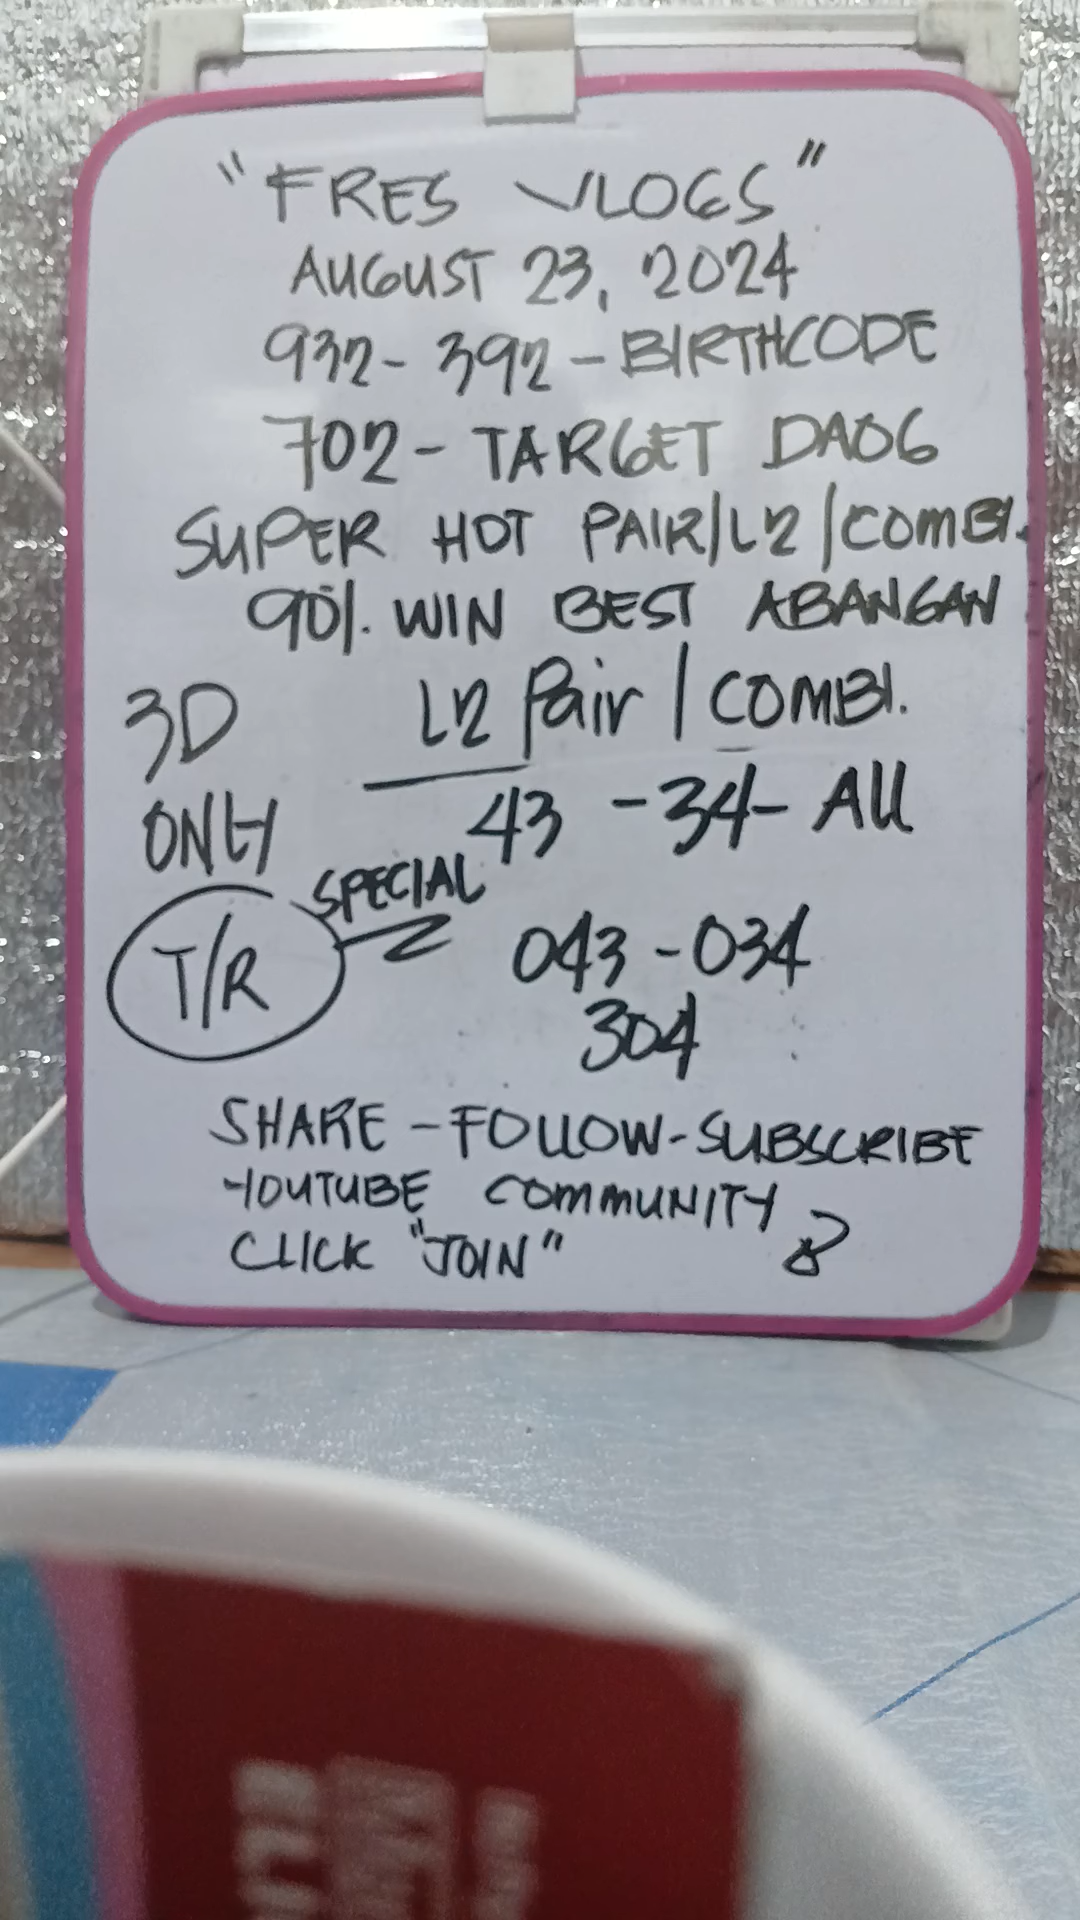 "FRES VLOGS"
AUGUST 23, 2024
932- 392 - BIRTHCODE
702 - TARGET DAOG
SUPER HOT PAIR/L2/COMBI.
90%. WIN BEST ABANGAN
3D
ONLY
L2 Pair / COMBI.
43 - 34 - All
SPECIAL
T/R
043 - 034
304
SHARE - FOLLOW - SUBSCRIBE
YOUTUBE COMMUNITY
CLICK "JOIN"